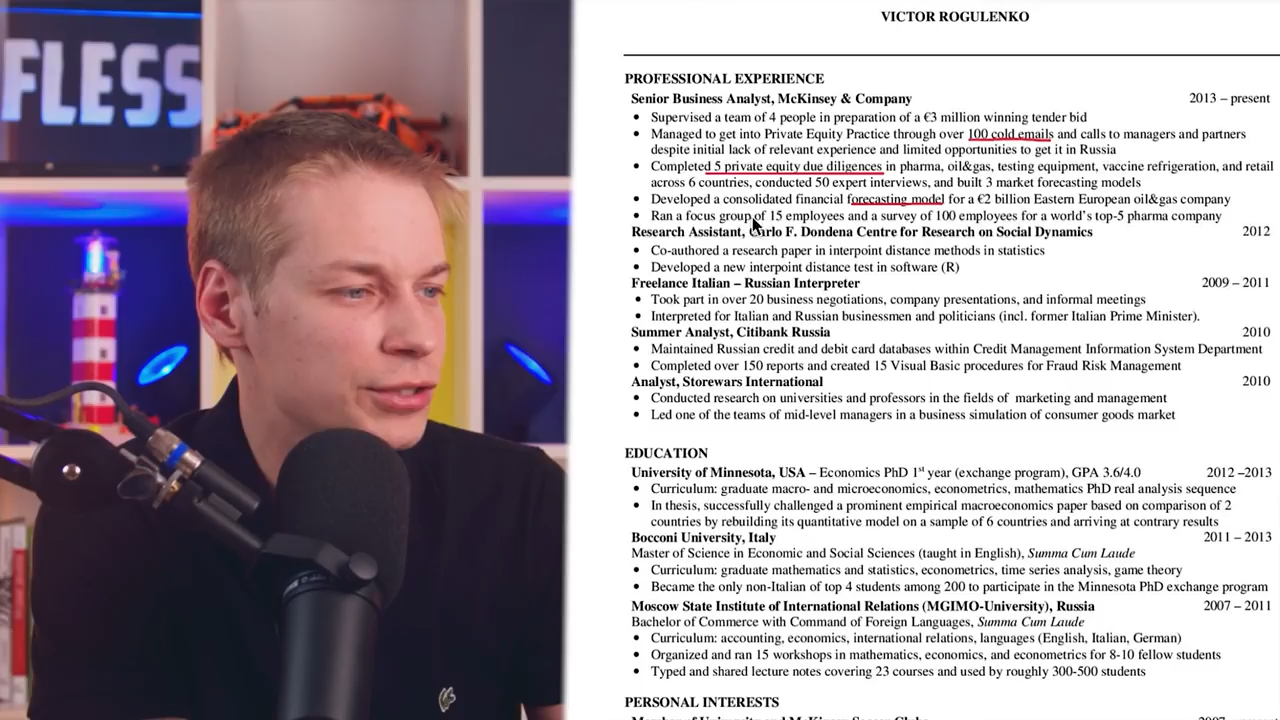 FLESS
VICTOR ROGULENKO
PROFESSIONAL EXPERIENCE
Senior Business Analyst, McKinsey & Company 2013 – present
• Supervised a team of 4 people in preparation of a €3 million winning tender bid
• Managed to get into Private Equity Practice through over 100 cold emails and calls to managers and partners
despite initial lack of relevant experience and limited opportunities to get it in Russia
• Completed 5 private equity due diligences in pharma, oil&gas, testing equipment, vaccine refrigeration, and retail
across 6 countries, conducted 50 expert interviews, and built 3 market forecasting models
• Developed a consolidated financial forecasting model for a €2 billion Eastern European oil&gas company
• Ran a focus group of 15 employees and a survey of 100 employees for a world's top-5 pharma company
Research Assistant, Carlo F. Dondena Centre for Research on Social Dynamics 2012
• Co-authored a research paper in interpoint distance methods in statistics
• Developed a new interpoint distance test in software (R)
Freelance Italian – Russian Interpreter 2009 – 2011
• Took part in over 20 business negotiations, company presentations, and informal meetings
• Interpreted for Italian and Russian businessmen and politicians (incl. former Italian Prime Minister).
Summer Analyst, Citibank Russia 2010
• Maintained Russian credit and debit card databases within Credit Management Information System Department
• Completed over 150 reports and created 15 Visual Basic procedures for Fraud Risk Management
Analyst, Storewars International 2010
• Conducted research on universities and professors in the fields of marketing and management
• Led one of the teams of mid-level managers in a business simulation of consumer goods market
EDUCATION
University of Minnesota, USA – Economics PhD 1st year (exchange program), GPA 3.6/4.0 2012 –2013
• Curriculum: graduate macro- and microeconomics, econometrics, mathematics PhD real analysis sequence
• In thesis, successfully challenged a prominent empirical macroeconomics paper based on comparison of 2
countries by rebuilding its quantitative model on a sample of 6 countries and arriving at contrary results
Bocconi University, Italy 2011 – 2013
Master of Science in Economic and Social Sciences (taught in English), Summa Cum Laude
• Curriculum: graduate mathematics and statistics, econometrics, time series analysis, game theory
• Became the only non-Italian of top 4 students among 200 to participate in the Minnesota PhD exchange program
Moscow State Institute of International Relations (MGIMO-University), Russia 2007 – 2011
Bachelor of Commerce with Command of Foreign Languages, Summa Cum Laude
• Curriculum: accounting, economics, international relations, languages (English, Italian, German)
• Organized and ran 15 workshops in mathematics, economics, and econometrics for 8-10 fellow students
• Typed and shared lecture notes covering 23 courses and used by roughly 300-500 students
PERSONAL INTERESTS